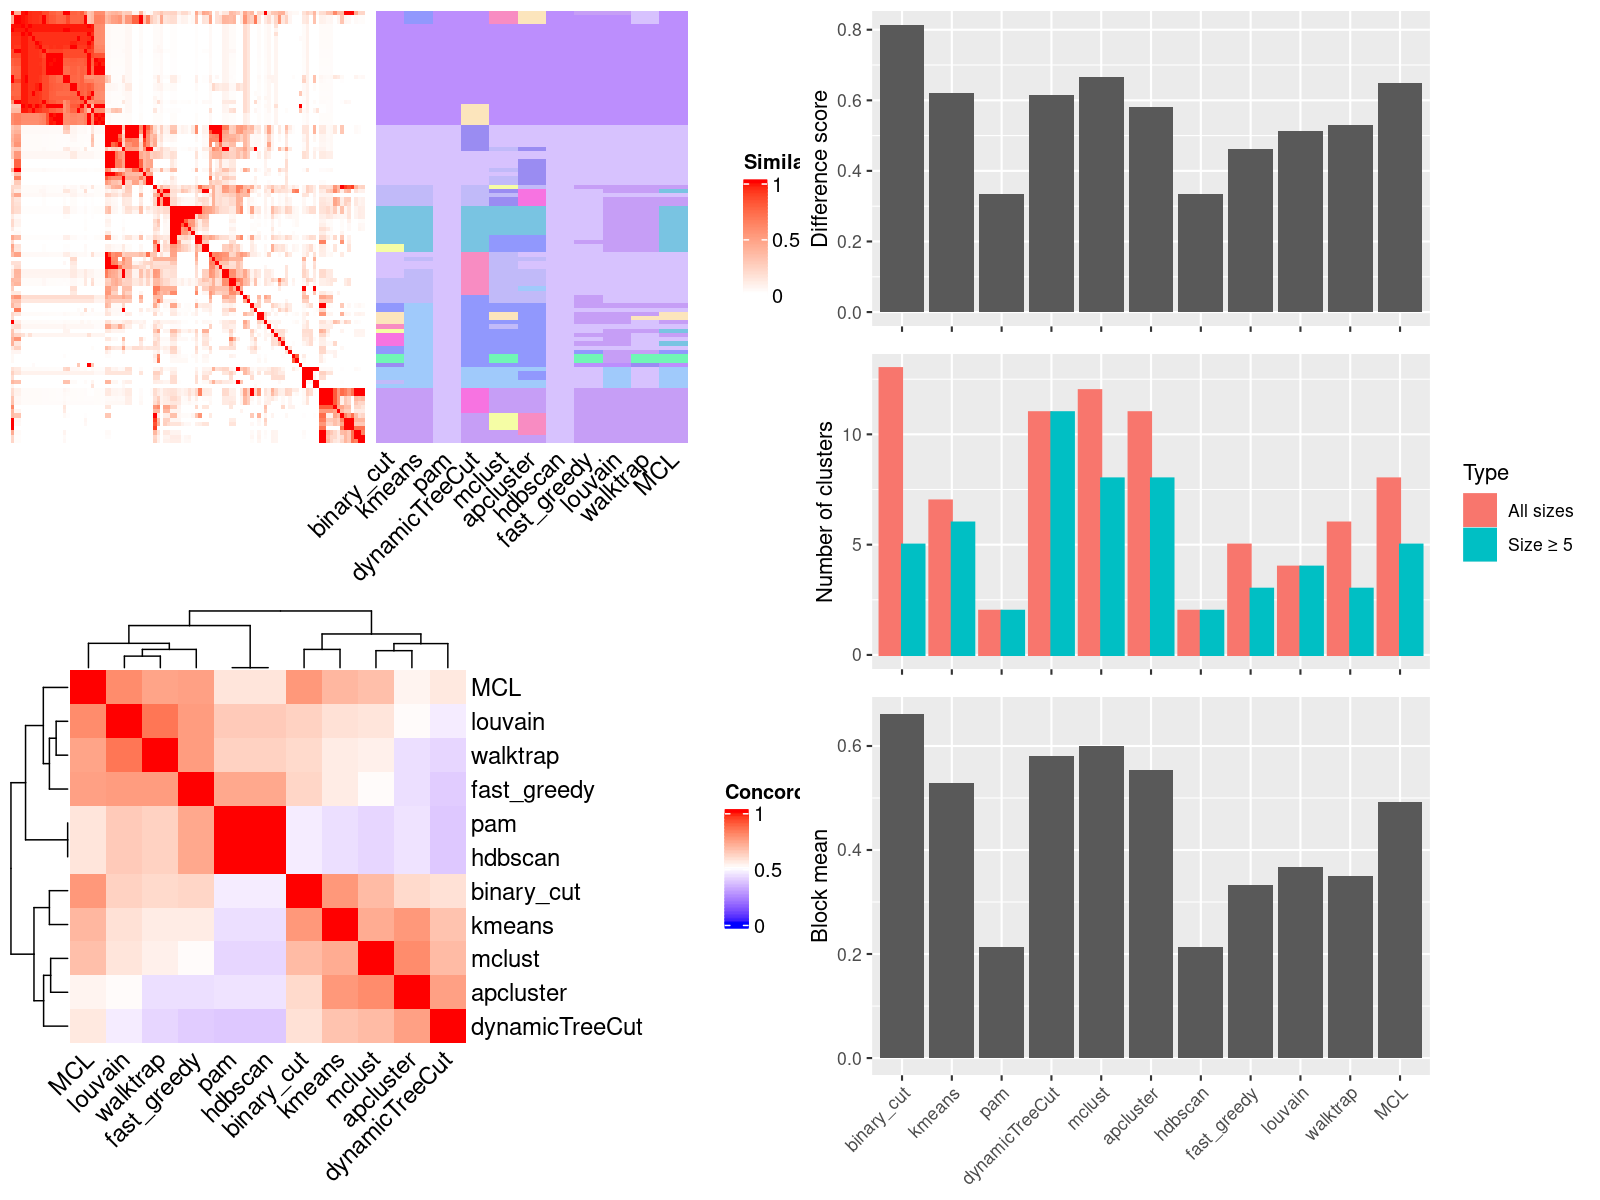 Simila
1
0.5
0
binary_cut
kmeans
pam
dynamicTreeCut
mclust
apcluster
hdbscan
fast_greedy
louvain
walktrap
MCL
Difference score
0.8
0.6
0.4
0.2
0.0
Number of clusters
10
5
0
Type
All sizes
Size ≥ 5
MCL
louvain
walktrap
fast_greedy
pam
hdbscan
binary_cut
kmeans
mclust
apcluster
dynamicTreeCut
MCL
louvain
walktrap
fast_greedy
pam
hdbscan
binary_cut
kmeans
mclust
apcluster
dynamicTreeCut
Concord
1
0.5
0
Block mean
0.6
0.4
0.2
0.0
binary_cut
kmeans
pam
dynamicTreeCut
mclust
apcluster
hdbscan
fast_greedy
louvain
walktrap
MCL